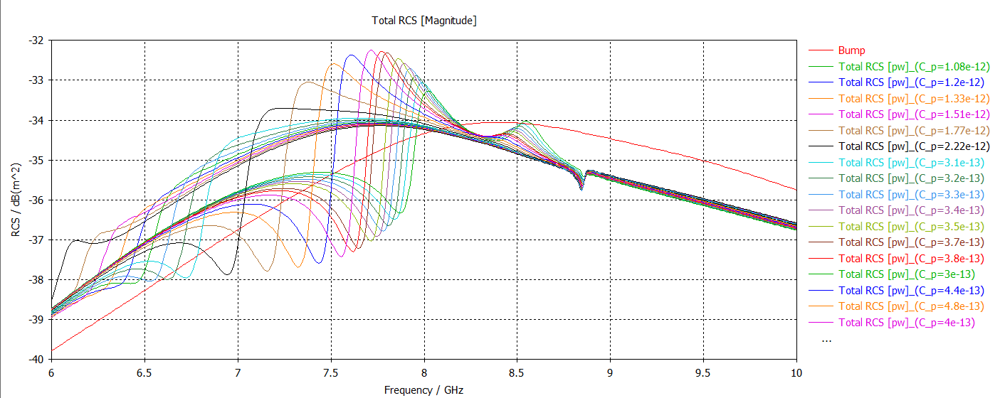 Total RCS [Magnitude]
RCS / dB(m^2)
-32
-33
-34
-35
-36
-37
-38
-39
-40
6
6.5
7
7.5
8
8.5
9
9.5
10
Frequency / GHz
Bump
Total RCS [pw]_(C_p=1.08e-12)
Total RCS [pw]_(C_p=1.2e-12)
Total RCS [pw]_(C_p=1.33e-12)
Total RCS [pw]_(C_p=1.51e-12)
Total RCS [pw]_(C_p=1.77e-12)
Total RCS [pw]_(C_p=2.22e-12)
Total RCS [pw]_(C_p=3.1e-13)
Total RCS [pw]_(C_p=3.2e-13)
Total RCS [pw]_(C_p=3.3e-13)
Total RCS [pw]_(C_p=3.4e-13)
Total RCS [pw]_(C_p=3.5e-13)
Total RCS [pw]_(C_p=3.7e-13)
Total RCS [pw]_(C_p=3.8e-13)
Total RCS [pw]_(C_p=3e-13)
Total RCS [pw]_(C_p=4.4e-13)
Total RCS [pw]_(C_p=4.8e-13)
Total RCS [pw]_(C_p=4e-13)
...